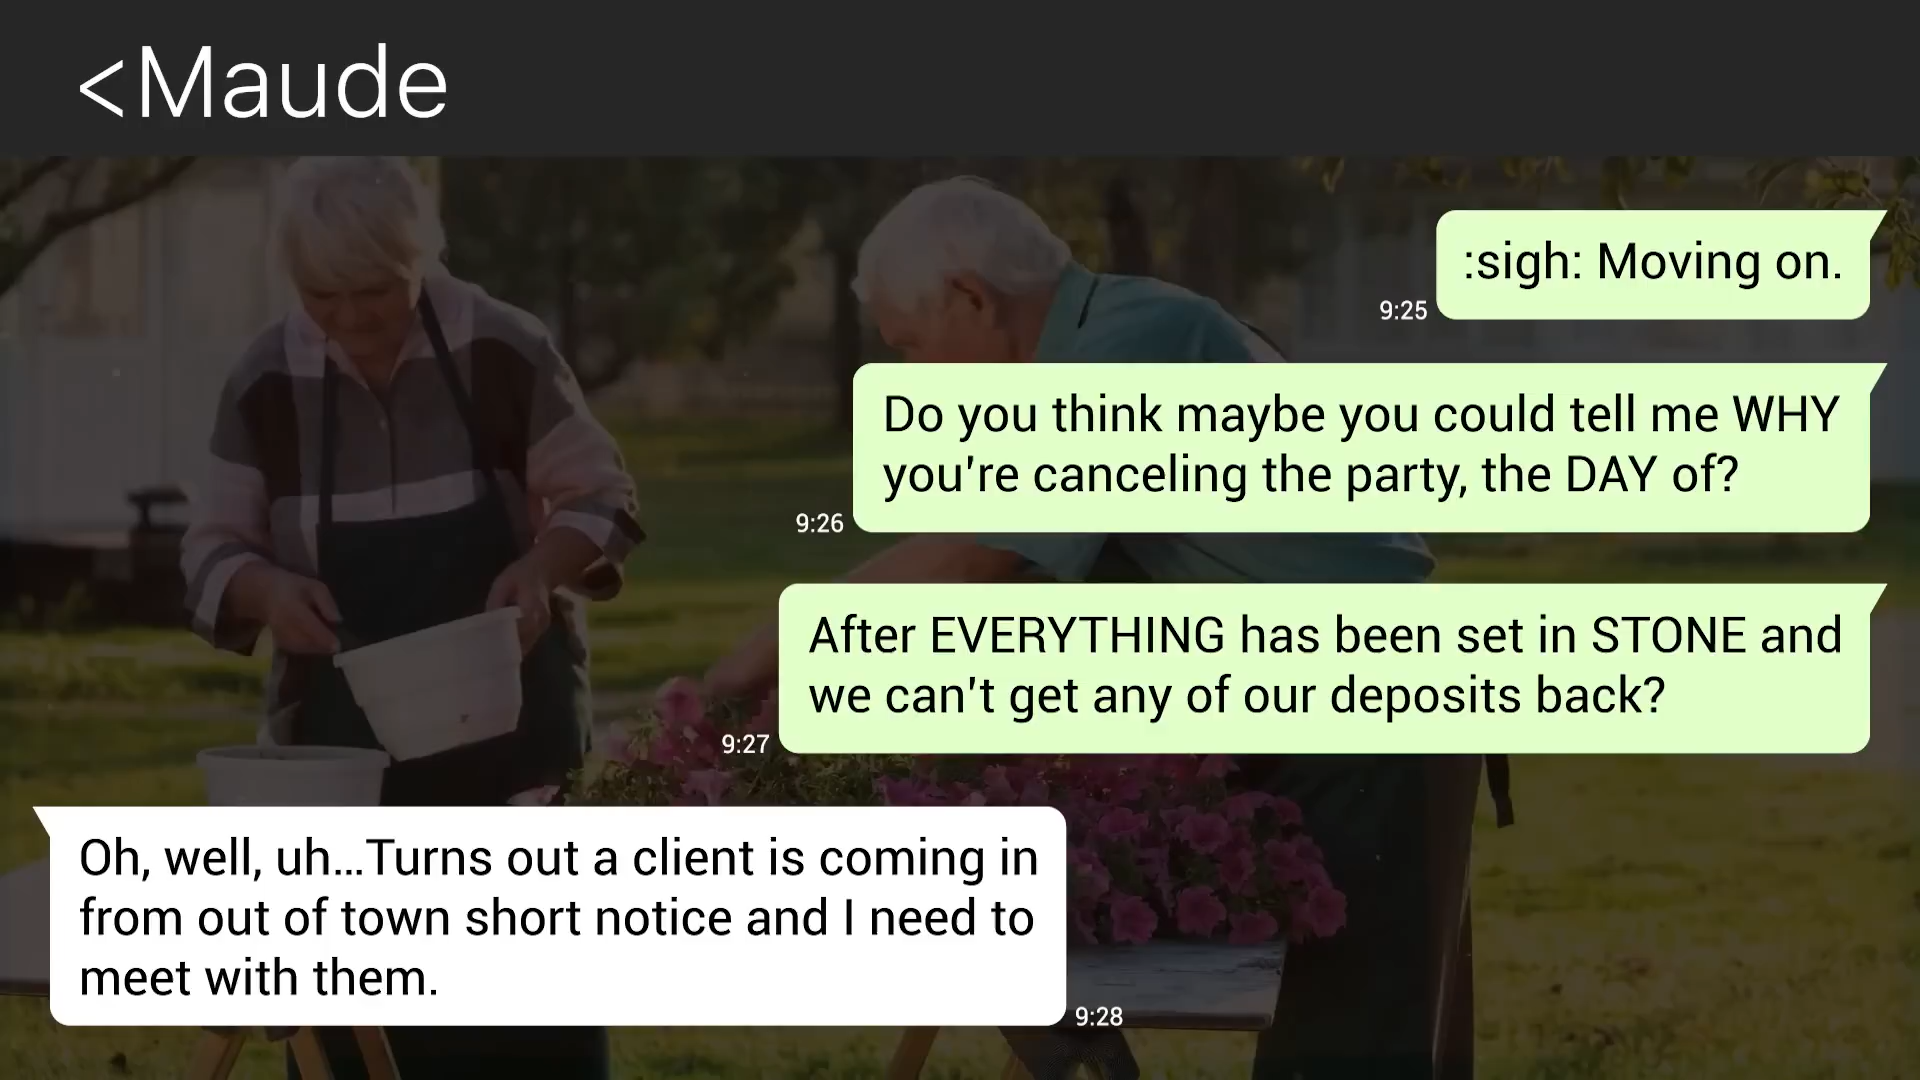 <Maude
:sigh: Moving on.
9:25
Do you think maybe you could tell me WHY
you're canceling the party, the DAY of?
9:26
After EVERYTHING has been set in STONE and
we can't get any of our deposits back?
9:27
Oh, well, uh...Turns out a client is coming in
from out of town short notice and I need to
meet with them.
9:28